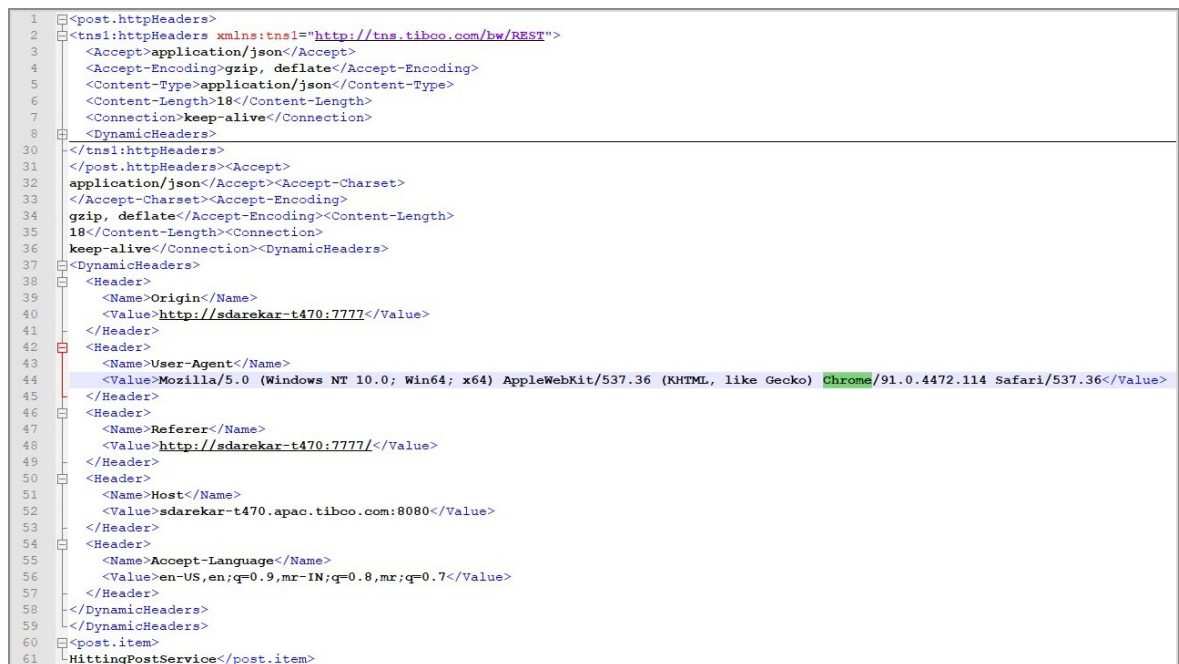 1 <post.httpHeaders>
2 <tns1:httpHeaders xmlns:tns1="http://tns.tibco.com/bw/REST">
3 <Accept>application/json</Accept>
4 <Accept-Encoding>gzip, deflate</Accept-Encoding>
5 <Content-Type>application/json</Content-Type>
6 <Content-Length>18</Content-Length>
7 <Connection>keep-alive</Connection>
8 <DynamicHeaders>
30 </tns1:httpHeaders>
31 </post.httpHeaders><Accept>
32 application/json</Accept><Accept-Charset>
33 </Accept-Charset><Accept-Encoding>
34 gzip, deflate</Accept-Encoding><Content-Length>
35 18</Content-Length><Connection>
36 keep-alive</Connection><DynamicHeaders>
37 <DynamicHeaders>
38 <Header>
39 <Name>Origin</Name>
40 <Value>http://sdarekar-t470:7777</Value>
41 </Header>
42 <Header>
43 <Name>User-Agent</Name>
44 <Value>Mozilla/5.0 (Windows NT 10.0; Win64; x64) AppleWebKit/537.36 (KHTML, like Gecko) Chrome/91.0.4472.114 Safari/537.36</Value>
45 </Header>
46 <Header>
47 <Name>Referer</Name>
48 <Value>http://sdarekar-t470:7777/</Value>
49 </Header>
50 <Header>
51 <Name>Host</Name>
52 <Value>sdarekar-t470.apac.tibco.com:8080</Value>
53 </Header>
54 <Header>
55 <Name>Accept-Language</Name>
56 <Value>en-US,en;q=0.9,mr-IN;q=0.8,mr;q=0.7</Value>
57 </Header>
58 </DynamicHeaders>
59 </DynamicHeaders>
60 <post.item>
61 HittingPostService</post.item>